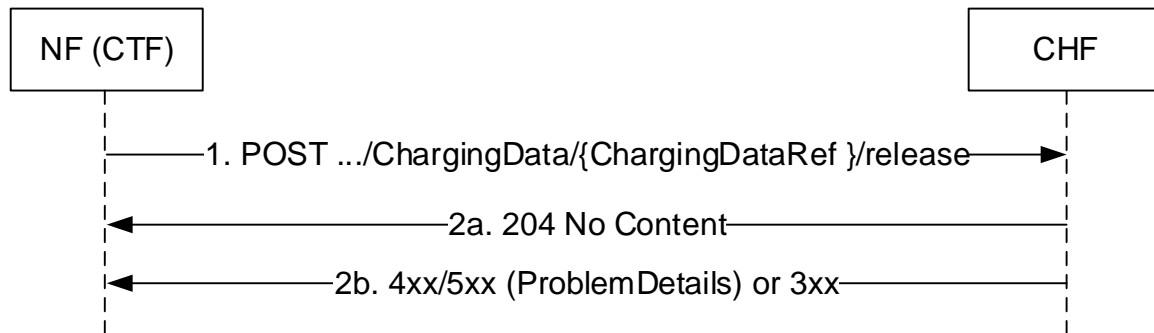 NF (CTF)
CHF
1. POST .../ChargingData/{ChargingDataRef }/release
2a. 204 No Content
2b. 4xx/5xx (ProblemDetails) or 3xx